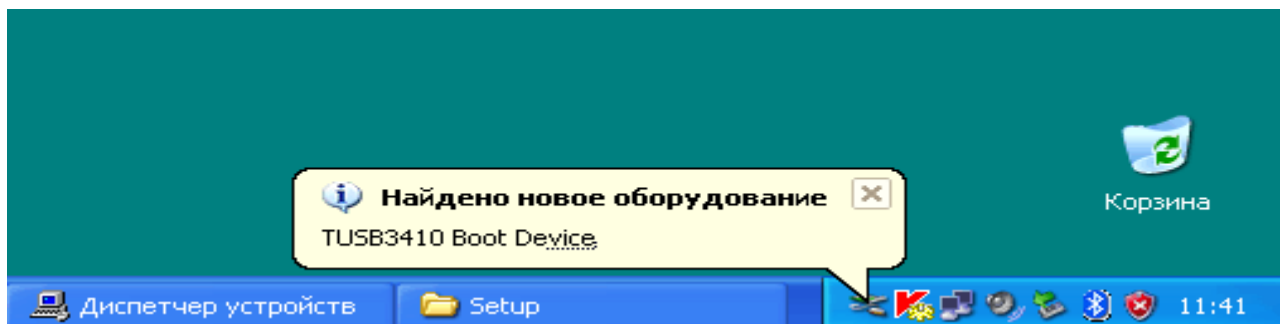 Корзина
Найдено новое оборудование
TUSB3410 Boot Device
Диспетчер устройств
Setup
11:41